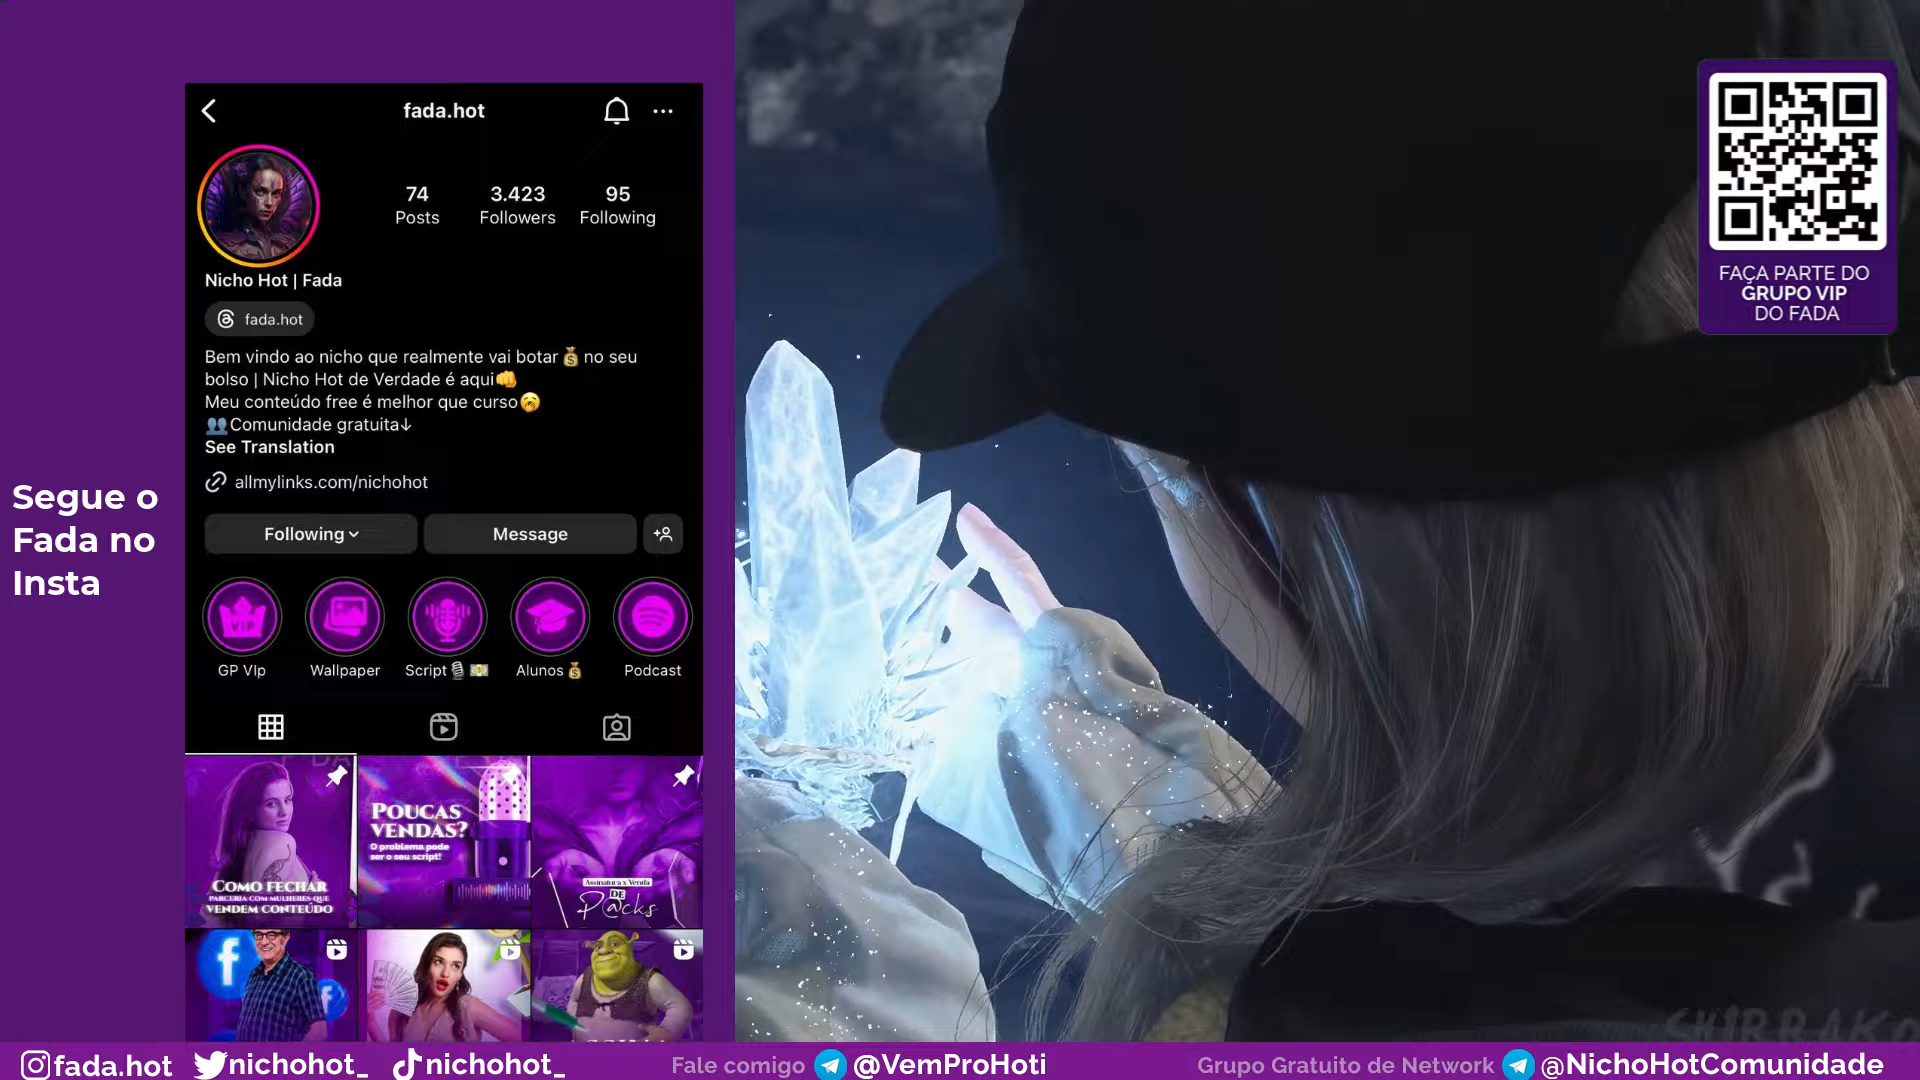 Segue o
Fada no
Insta
fada.hot
74
Posts
3.423
Followers
95
Following
Nicho Hot | Fada
fada.hot
Bem vindo ao nicho que realmente vai botar 💰 no seu
bolso | Nicho Hot de Verdade é aqui👊
Meu conteúdo free é melhor que curso🥱
👥Comunidade gratuita↓
See Translation
allmylinks.com/nichohot
Following
Message
VIP
GP VIp
Wallpaper
Script🎙️💵
Alunos💰
Podcast
COMO FECHAR
PARCERIA COM MULHERES QUE
VENDEM CONTEÚDO
POUCAS
VENDAS?
O problema pode
ser o seu script!
Assinatura x Venda
DE
P@cks
FAÇA PARTE DO
GRUPO VIP
DO FADA
SHIRRAKO
fada.hot
nichohot_
nichohot_
Fale comigo
@VemProHoti
Grupo Gratuito de Network
@NichoHotComunidade